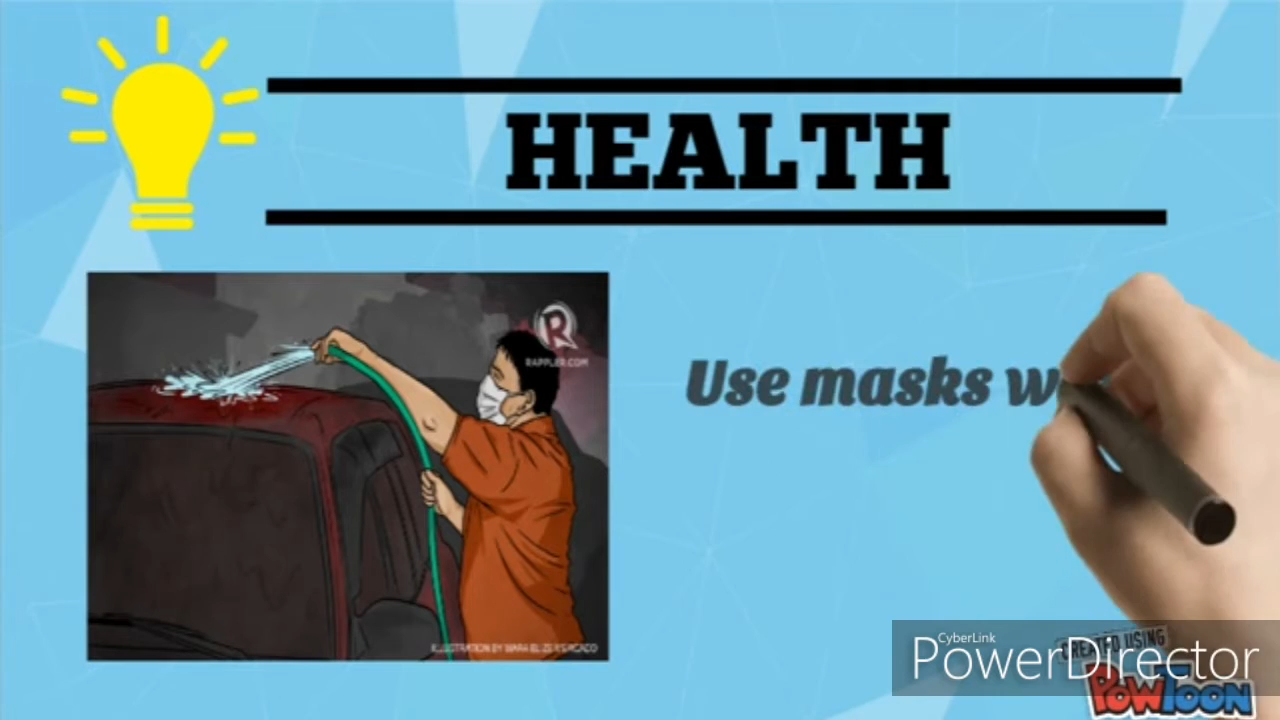 HEALTH
RAPPLER.COM
Use masks w
CyberLink
PowerDirector
CREATED USING
POWTOON